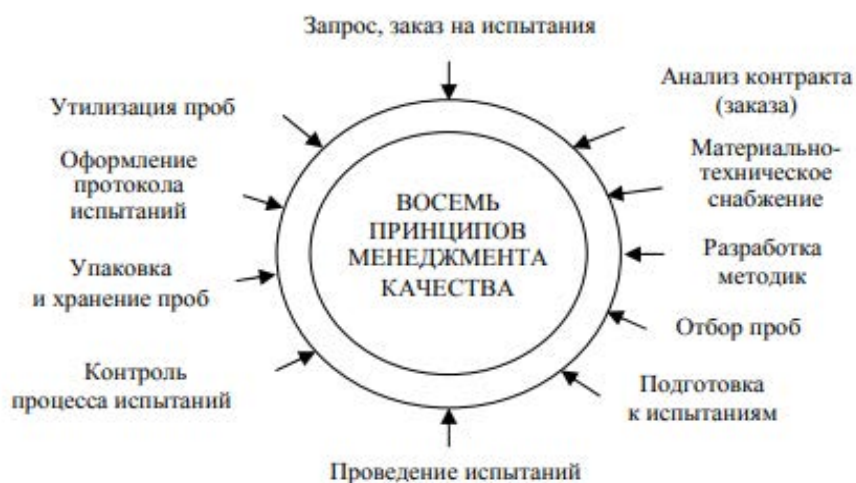 Запрос, заказ на испытания
Анализ контракта
(заказа)
Материально-
техническое
снабжение
Разработка
методик
Отбор проб
Подготовка
к испытаниям
Проведение испытаний
Контроль
процесса испытаний
Упаковка
и хранение проб
Оформление
протокола
испытаний
Утилизация проб
ВОСЕМЬ
ПРИНЦИПОВ
МЕНЕДЖМЕНТА
КАЧЕСТВА